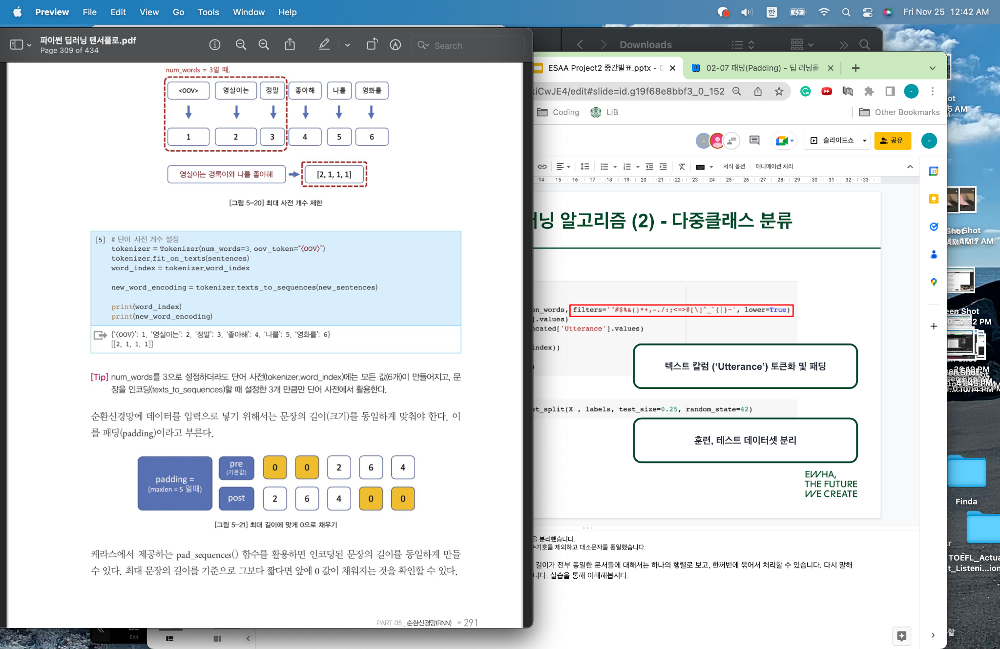 Preview File Edit View Go Tools Window Help
Fri Nov 25 12:42 AM
파이썬 딥러닝 텐서플로.pdf
Page 309 of 434
Search
num_words = 3일 때,
<OOV> 영실이는 정말 좋아해 나를 영화를
1 2 3 4 5 6
영실이는 경록이와 나를 좋아해
[2, 1, 1, 1]
[그림 5-20] 최대 사전 개수 제한
[5] # 단어 사전 개수 설정
tokenizer = Tokenizer(num_words=3, oov_token="<oov>")
tokenizer.fit_on_texts(sentences)
word_index = tokenizer.word_index
new_word_encoding = tokenizer.texts_to_sequences(new_sentences)
print(word_index)
print(new_word_encoding)
{'<oov>': 1, '영실이는': 2, '정말': 3, '좋아해': 4, '나를': 5, '영화를': 6}
[[2, 1, 1, 1]]
[Tip] num_words를 3으로 설정하더라도 단어 사전(tokenizer.word_index)에는 모든 값(6개)이 만들어지고, 문
장을 인코딩(texts_to_sequences)할 때 설정한 3개 만큼만 단어 사전에서 활용한다.
순환신경망에 데이터를 입력으로 넣기 위해서는 문장의 길이(크기)를 동일하게 맞춰야 한다. 이
를 패딩(padding)이라고 부른다.
padding =
(maxlen = 5 일때)
pre
(기본값)
0 0 2 6 4
post
2 6 4 0 0
[그림 5-21] 최대 길이에 맞게 0으로 채우기
케라스에서 제공하는 pad_sequences() 함수를 활용하면 인코딩된 문장의 길이를 동일하게 만들
수 있다. 최대 문장의 길이를 기준으로 그보다 짧다면 앞에 0 값이 채워지는 것을 확인할 수 있다.
PART 05_순환신경망(RNN) • 291
Edit
Downloads
ESAA Project2 중간발표.pptx - G
02-07 패딩(Padding) - 딥 러닝을
kiCwJE4/edit#slide=id.g19f68e8bbf3_0_152
Coding LIB Other Bookmarks
슬라이드쇼 공유
서식 옵션 애니메이션 처리
14 15 16 17 18 19 20 21 22 23 24 25 26 27 28 29 30 31 32 33
러닝 알고리즘 (2) - 다중클래스 분류
on_words, filters='"#$%&()*+,-./:;<=>@[\]^_`{|}~', lower=True)
].values)
ncated['Utterance'].values)
index))
)
텍스트 칼럼 ('Utterance') 토큰화 및 패딩
st_split(X , labels, test_size=0.25, random_state=42)
훈련, 테스트 데이터셋 분리
EWHA,
THE FUTURE
WE CREATE
을 분리했습니다.
수기호를 제외하고 대소문자를 통일했습니다.
길이가 전부 동일한 문서들에 대해서는 하나의 행렬로 보고, 한꺼번에 묶어서 처리할 수 있습니다. 다시 말해
니다. 실습을 통해 이해해봅시다.
Finda
TOEFL_Actua
t_Listeni...ion
할